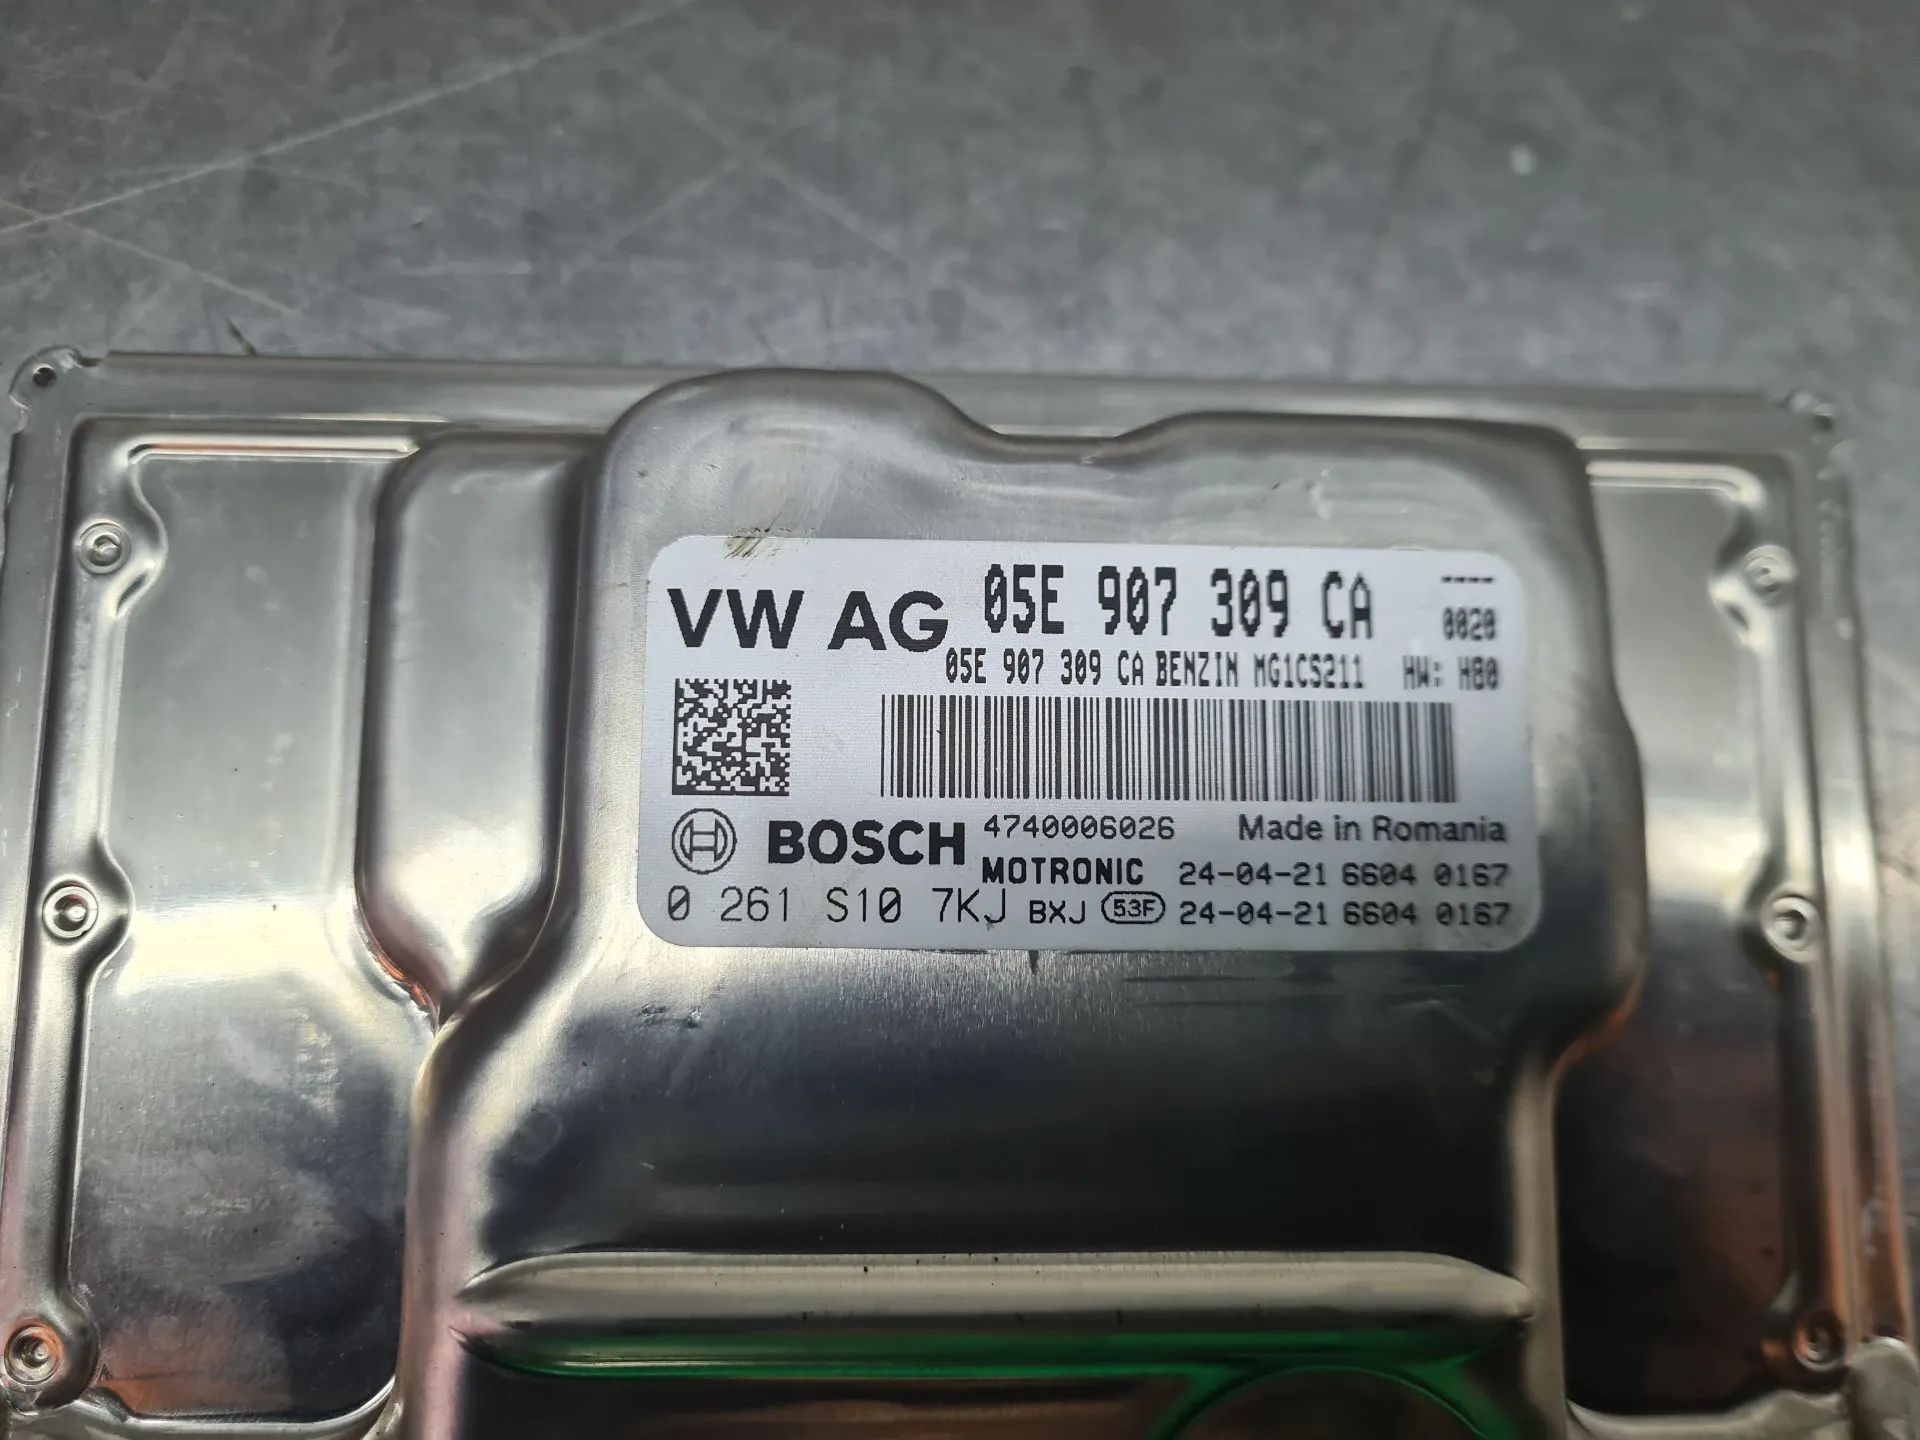 VW AG 05E 907 309 CA ----
0020
05E 907 309 CA BENZIN MG1CS211 HW: H80
BOSCH 4740006026 Made in Romania
MOTRONIC 24-04-21 6604 0167
0 261 S10 7KJ BXJ 53F 24-04-21 6604 0167